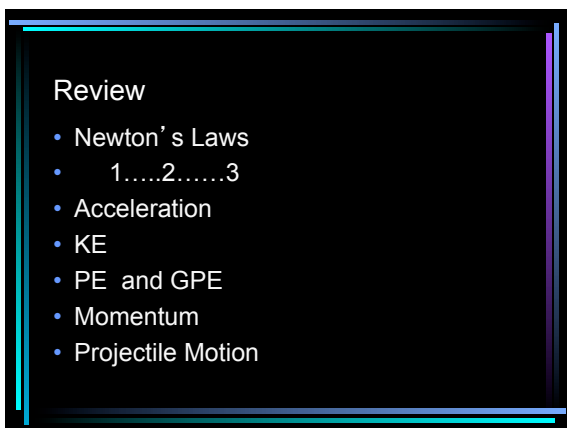 Review
• Newton's Laws
• 1…..2……3
• Acceleration
• KE
• PE and GPE
• Momentum
• Projectile Motion